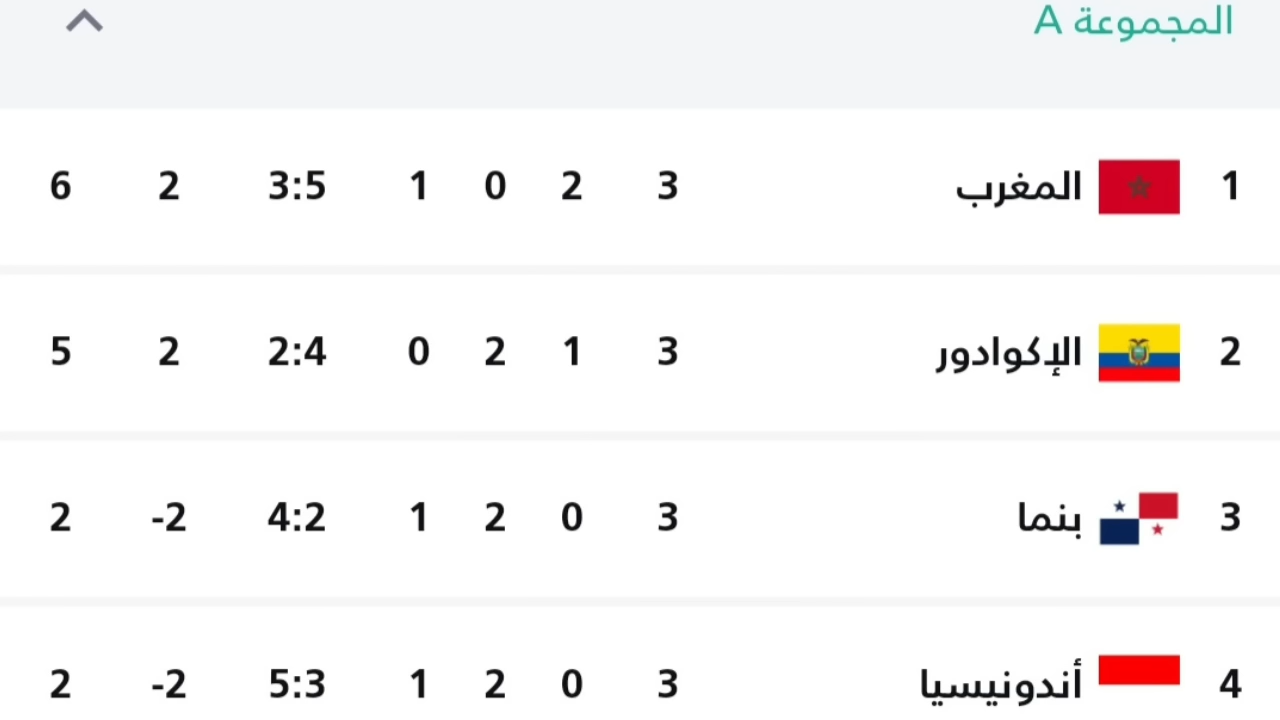 المجموعة A
1 المغرب 3 2 0 1 3:5 2 6
2 الإكوادور 3 1 2 0 2:4 2 5
3 بنما 3 0 2 1 4:2 -2 2
4 أندونيسيا 3 0 2 1 5:3 -2 2